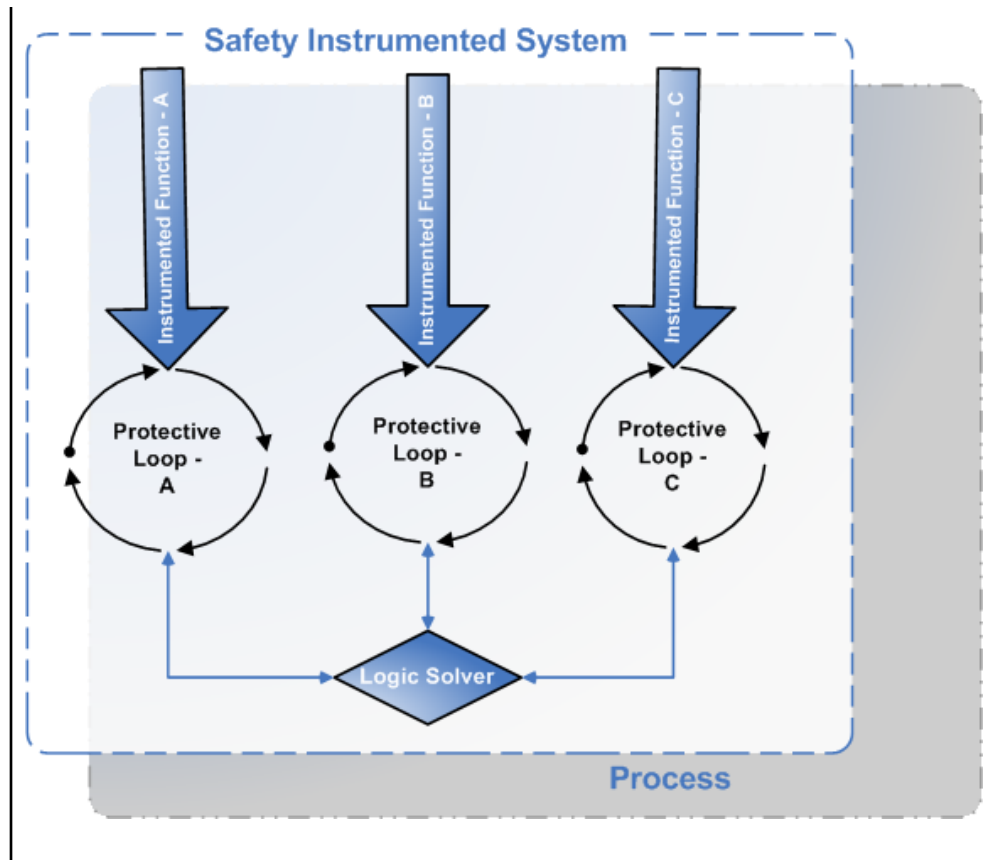 Safety Instrumented System
Instrumented Function - A
Instrumented Function - B
Instrumented Function - C
Protective
Loop -
A
Protective
Loop -
B
Protective
Loop -
C
Logic Solver
Process